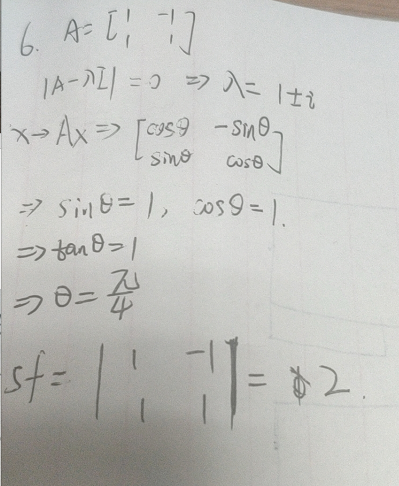 6. A = [1 -1
1 1]
|A-λI| = 0 ⇒ λ = 1±i
x→Ax ⇒ [cosθ -sinθ
sinθ cosθ]
⇒ sinθ = 1, cosθ = 1.
⇒ tanθ = 1
⇒ θ = π/4
sf = |1 -1
1 1| = 2.